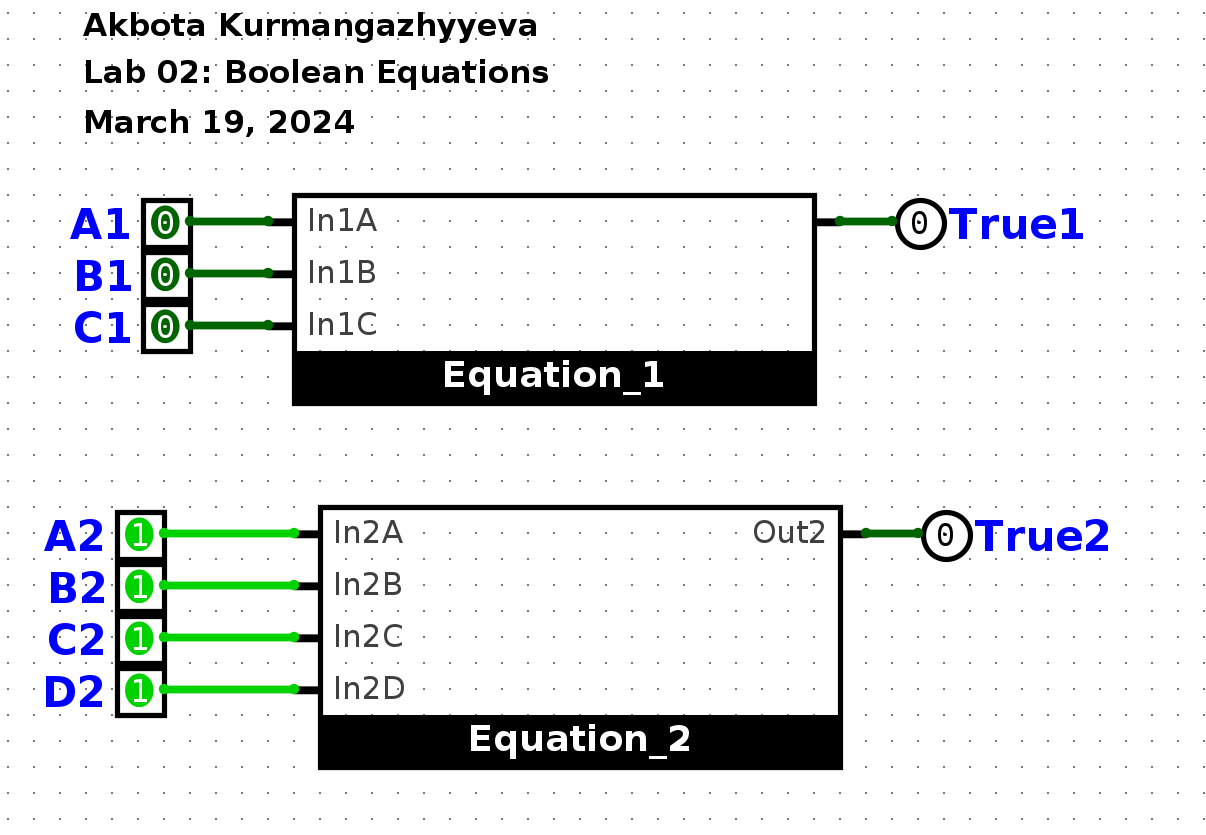 Akbota Kurmangazhyyeva
Lab 02: Boolean Equations
March 19, 2024
A1 0 In1A 0 True1
B1 0 In1B
C1 0 In1C
Equation_1
A2 1 In2A Out2 0 True2
B2 1 In2B
C2 1 In2C
D2 1 In2D
Equation_2